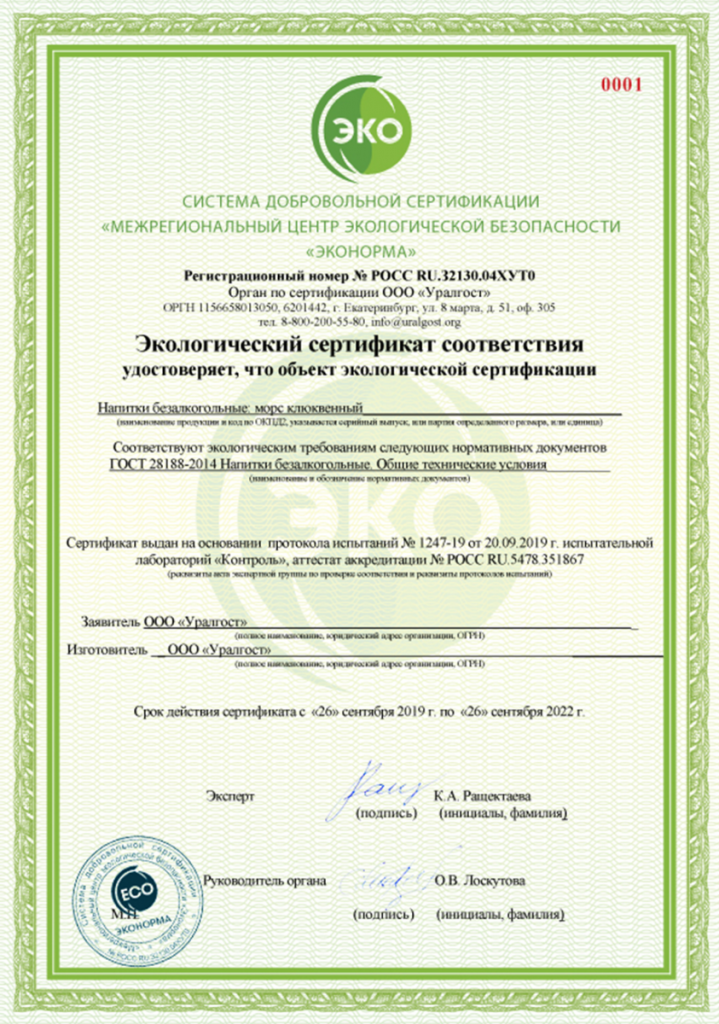 0001
ЭКО
СИСТЕМА ДОБРОВОЛЬНОЙ СЕРТИФИКАЦИИ
«МЕЖРЕГИОНАЛЬНЫЙ ЦЕНТР ЭКОЛОГИЧЕСКОЙ БЕЗОПАСНОСТИ
«ЭКОНОРМА»
Регистрационный номер № РОСС RU.32130.04ХУТ0
Орган по сертификации ООО «Уралгост»
ОРГН 1156658013050, 6201442, г. Екатеринбург, ул. 8 марта, д. 51, оф. 305
тел. 8-800-200-55-80, info@uralgost.org
Экологический сертификат соответствия
удостоверяет, что объект экологической сертификации
Напитки безалкогольные: морс клюквенный
(наименование продукции и код по ОКПД2, указывается серийный выпуск, или партия определенного размера, или единица)
Соответствуют экологическим требованиям следующих нормативных документов
ГОСТ 28188-2014 Напитки безалкогольные. Общие технические условия
(наименование и обозначение нормативных документов)
ЭКО
Сертификат выдан на основании протокола испытаний № 1247-19 от 20.09.2019 г. испытательной
лабораторий «Контроль», аттестат аккредитации № РОСС RU.5478.351867
(реквизиты акта экспертной группы по проверке соответствия и реквизиты протоколов испытаний)
Заявитель ООО «Уралгост»
(полное наименование, юридический адрес организации, ОГРН)
Изготовитель ООО «Уралгост»
(полное наименование, юридический адрес организации, ОГРН)
Срок действия сертификата с «26» сентября 2019 г. по «26» сентября 2022 г.
Эксперт К.А. Ращектаева
(подпись) (инициалы, фамилия)
Руководитель органа О.В. Лоскутова
(подпись) (инициалы, фамилия)
М.П
Система добровольной сертификации
ECO
ЭКОНОРМА